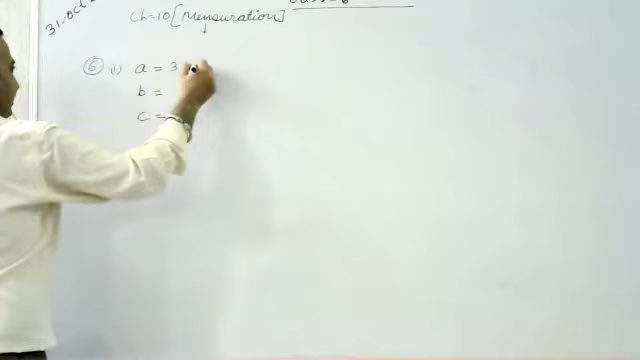 31.Oct
Ch=10[Mensuration]
⑥ (i) a = 3
b =
c =